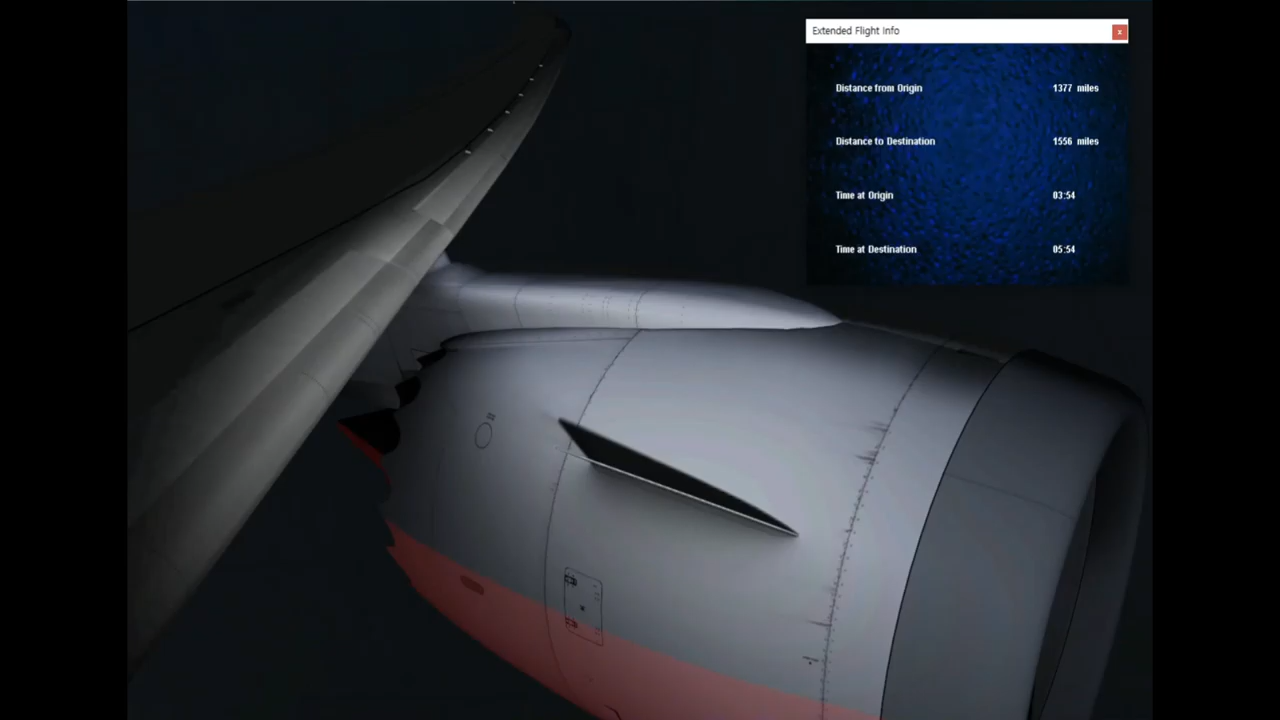 Extended Flight Info
x
Distance from Origin 1377 miles
Distance to Destination 1556 miles
Time at Origin 03:54
Time at Destination 05:54